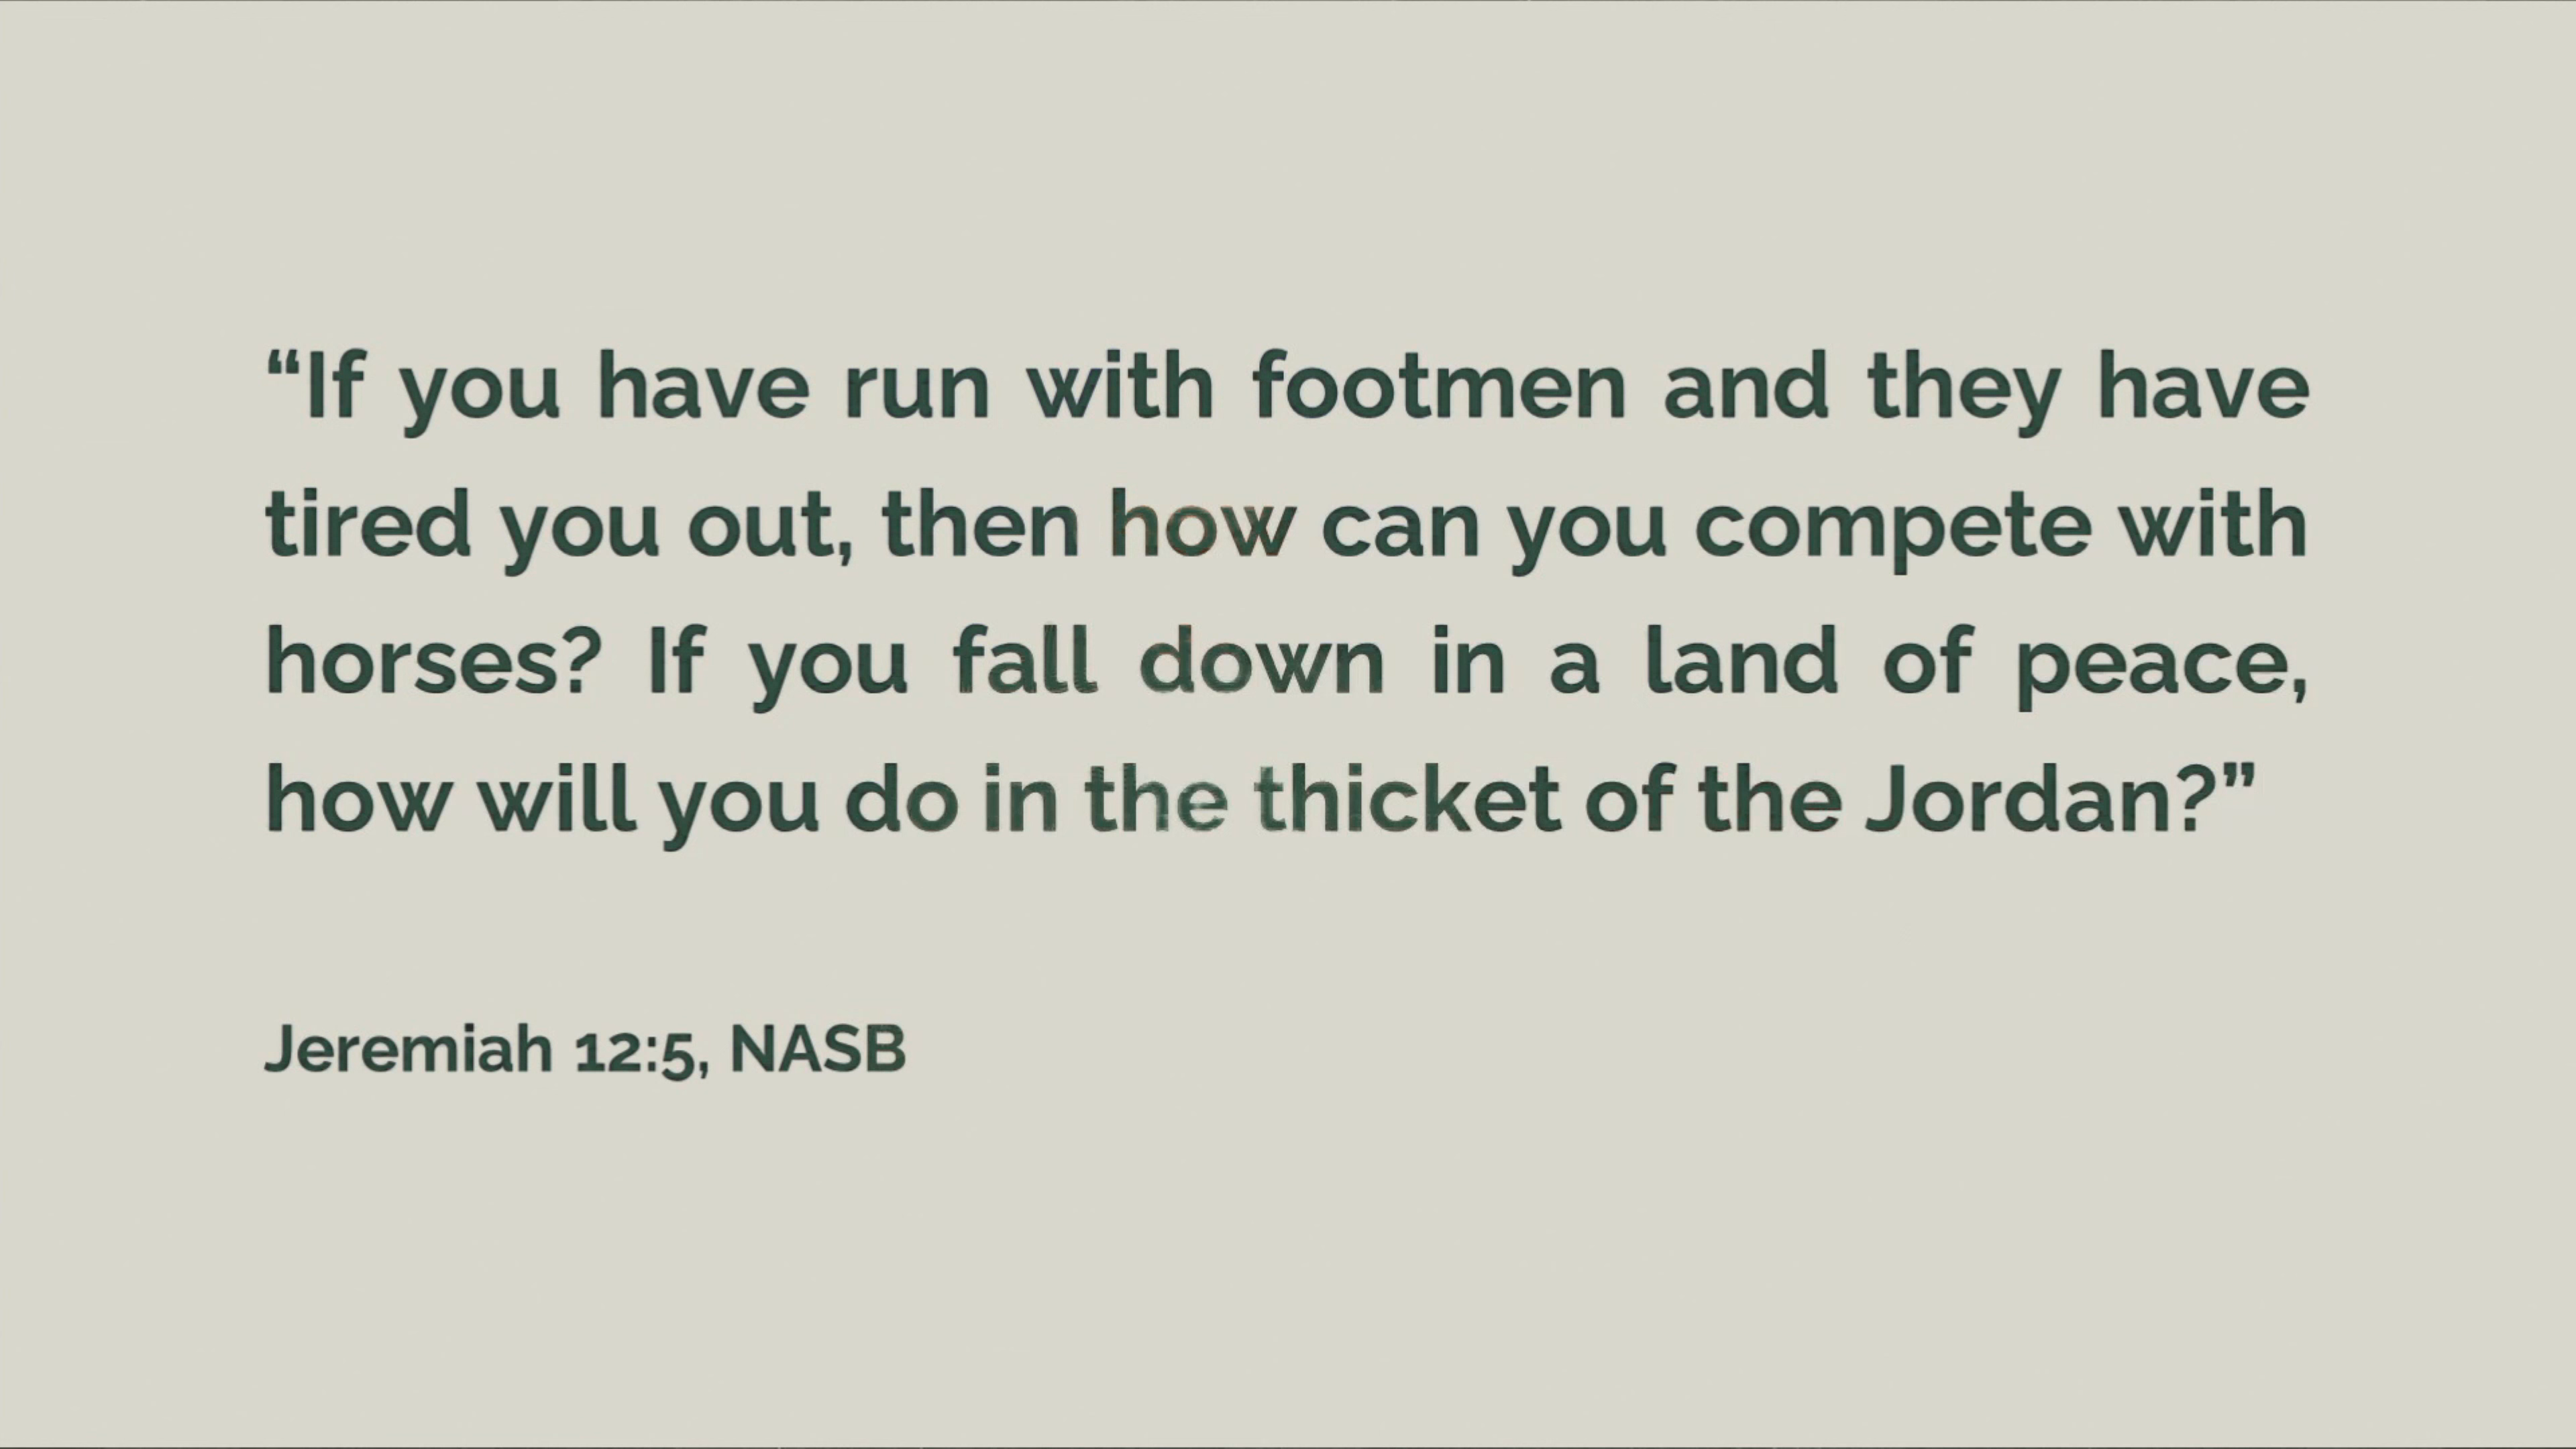 “If you have run with footmen and they have
tired you out, then how can you compete with
horses? If you fall down in a land of peace,
how will you do in the thicket of the Jordan?”
Jeremiah 12:5, NASB